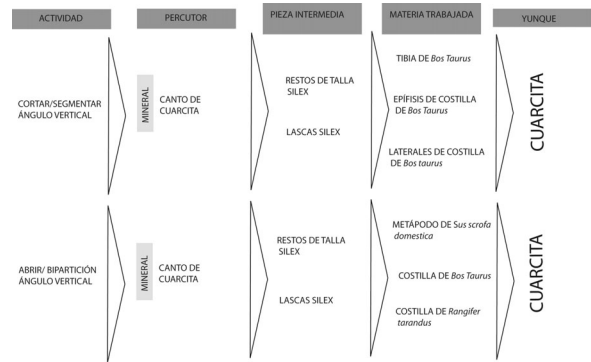 ACTIVIDAD
PERCUTOR
PIEZA INTERMEDIA
MATERIA TRABAJADA
YUNQUE
CORTAR/SEGMENTAR
ÁNGULO VERTICAL
MINERAL
CANTO DE
CUARCITA
RESTOS DE TALLA
SILEX
LASCAS SILEX
TIBIA DE Bos Taurus
EPÍFISIS DE COSTILLA
DE Bos Taurus
LATERALES DE COSTILLA
DE Bos taurus
CUARCITA
ABRIR/ BIPARTICIÓN
ÁNGULO VERTICAL
MINERAL
CANTO DE
CUARCITA
RESTOS DE TALLA
SILEX
LASCAS SILEX
METÁPODO DE Sus scrofa
domestica
COSTILLA DE Bos Taurus
COSTILLA DE Rangifer
tarandus
CUARCITA